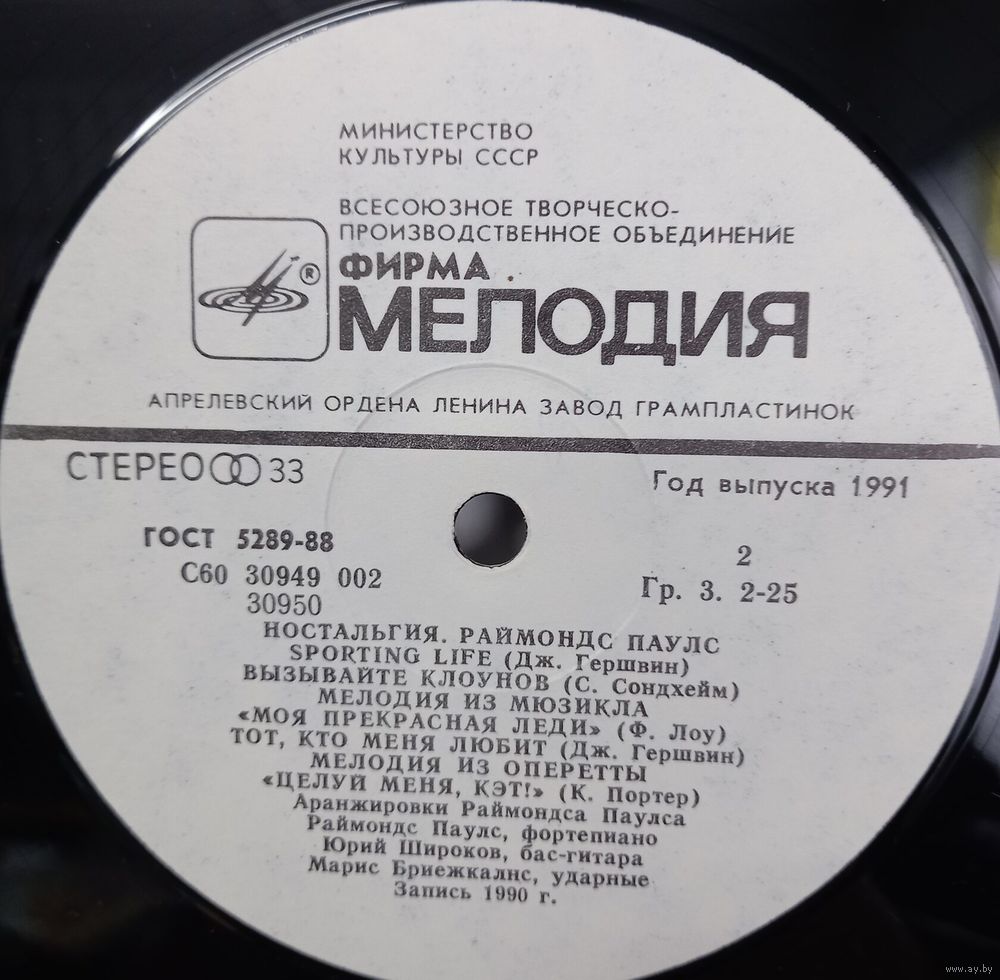 МИНИСТЕРСТВО
КУЛЬТУРЫ СССР
ВСЕСОЮЗНОЕ ТВОРЧЕСКО-
ПРОИЗВОДСТВЕННОЕ ОБЪЕДИНЕНИЕ
ФИРМА
®
МЕЛОДИЯ
АПРЕЛЕВСКИЙ ОРДЕНА ЛЕНИНА ЗАВОД ГРАМПЛАСТИНОК
СТЕРЕО 33
Год выпуска 1991
ГОСТ 5289-88
2
С60 30949 002
Гр. 3. 2-25
30950
НОСТАЛЬГИЯ. РАЙМОНДС ПАУЛС
SPORTING LIFE (Дж. Гершвин)
ВЫЗЫВАЙТЕ КЛОУНОВ (С. Сондхейм)
МЕЛОДИЯ ИЗ МЮЗИКЛА
«МОЯ ПРЕКРАСНАЯ ЛЕДИ» (Ф. Лоу)
ТОТ, КТО МЕНЯ ЛЮБИТ (Дж. Гершвин)
МЕЛОДИЯ ИЗ ОПЕРЕТТЫ
«ЦЕЛУЙ МЕНЯ, КЭТ!» (К. Портер)
Аранжировки Раймондса Паулса
Раймондс Паулс, фортепиано
Юрий Широков, бас-гитара
Марис Бриежкалнс, ударные
Запись 1990 г.
www.ay.by